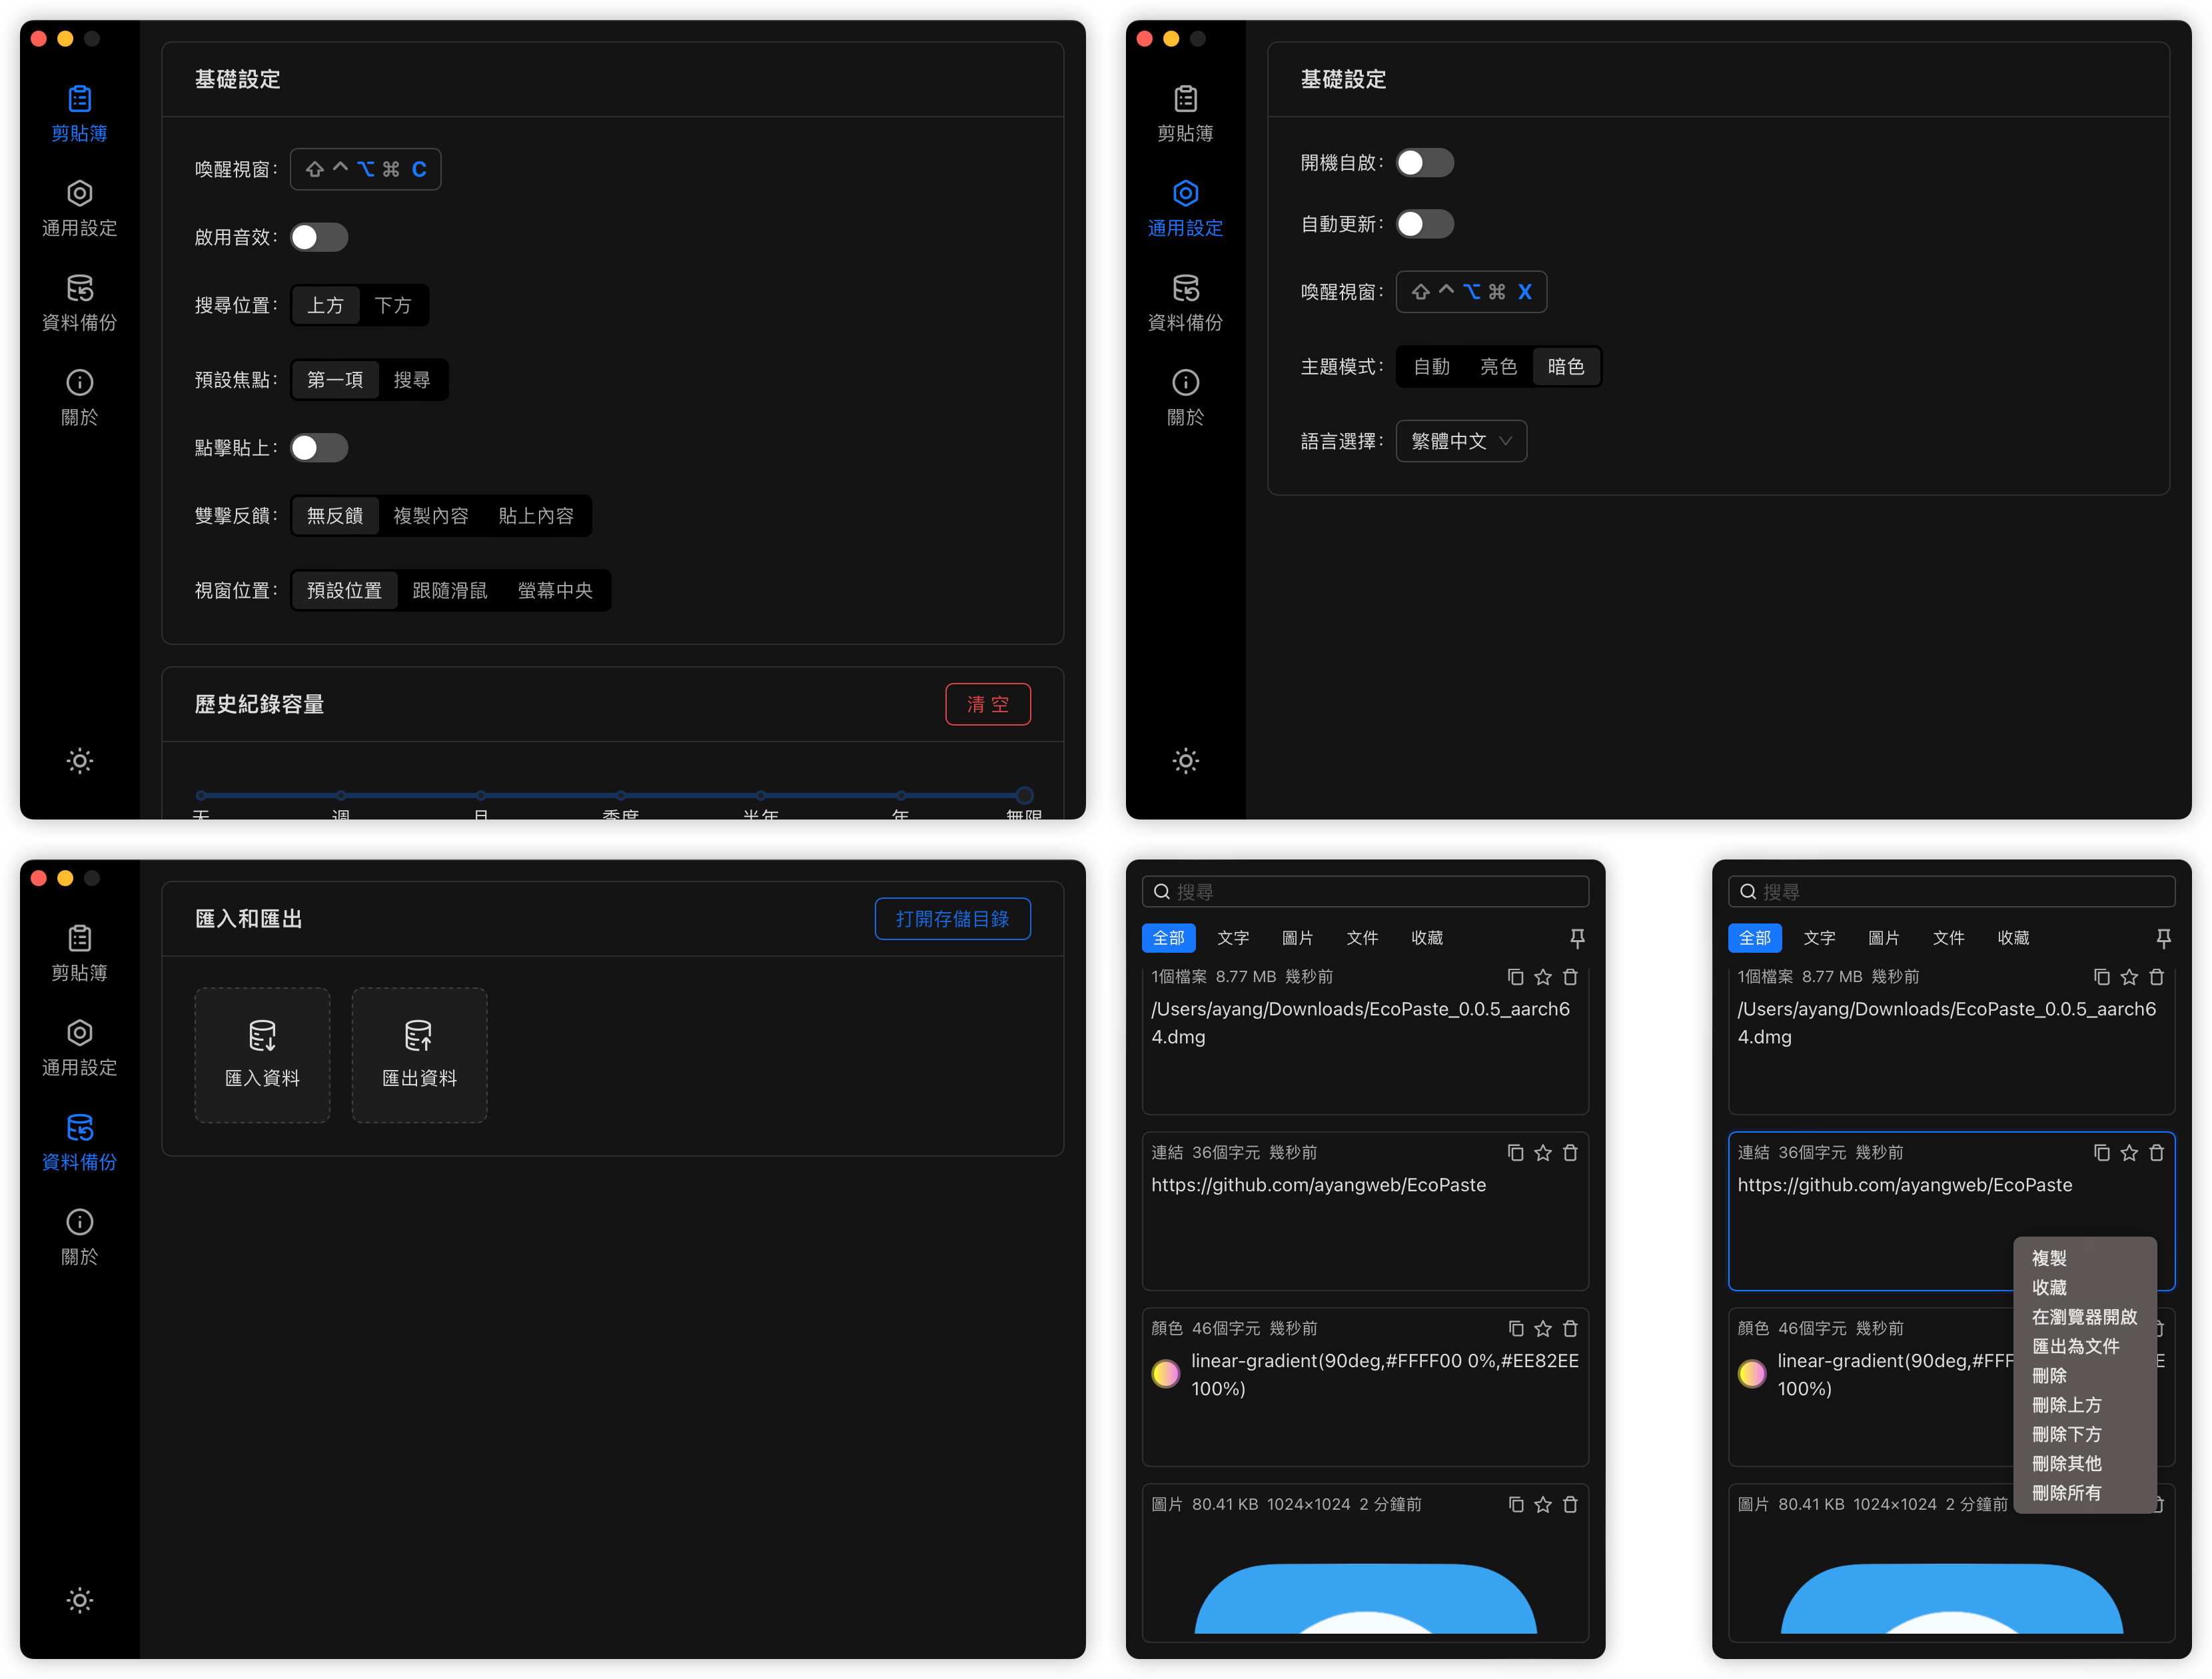 剪貼簿
通用設定
資料備份
關於
基礎設定
喚醒視窗: ⇧ ⌃ ⌥ ⌘ C
啟用音效:
搜尋位置: 上方 下方
預設焦點: 第一項 搜尋
點擊貼上:
雙擊反饋: 無反饋 複製內容 貼上內容
視窗位置: 預設位置 跟隨滑鼠 螢幕中央
歷史紀錄容量 清 空
天 週 月 季度 半年 年 無限
剪貼簿
通用設定
資料備份
關於
基礎設定
開機自啟:
自動更新:
喚醒視窗: ⇧ ⌃ ⌥ ⌘ X
主題模式: 自動 亮色 暗色
語言選擇: 繁體中文
剪貼簿
通用設定
資料備份
關於
匯入和匯出 打開存儲目錄
匯入資料 匯出資料
搜尋
全部 文字 圖片 文件 收藏
1個檔案 8.77 MB 幾秒前
/Users/ayang/Downloads/EcoPaste_0.0.5_aarch6
4.dmg
連結 36個字元 幾秒前
https://github.com/ayangweb/EcoPaste
顏色 46個字元 幾秒前
linear-gradient(90deg,#FFFF00 0%,#EE82EE
100%)
圖片 80.41 KB 1024×1024 2 分鐘前
搜尋
全部 文字 圖片 文件 收藏
1個檔案 8.77 MB 幾秒前
/Users/ayang/Downloads/EcoPaste_0.0.5_aarch6
4.dmg
連結 36個字元 幾秒前
https://github.com/ayangweb/EcoPaste
顏色 46個字元 幾秒前
linear-gradient(90deg,#FFF E
100%)
圖片 80.41 KB 1024×1024 2 分鐘前
複製
收藏
在瀏覽器開啟
匯出為文件
刪除
刪除上方
刪除下方
刪除其他
刪除所有